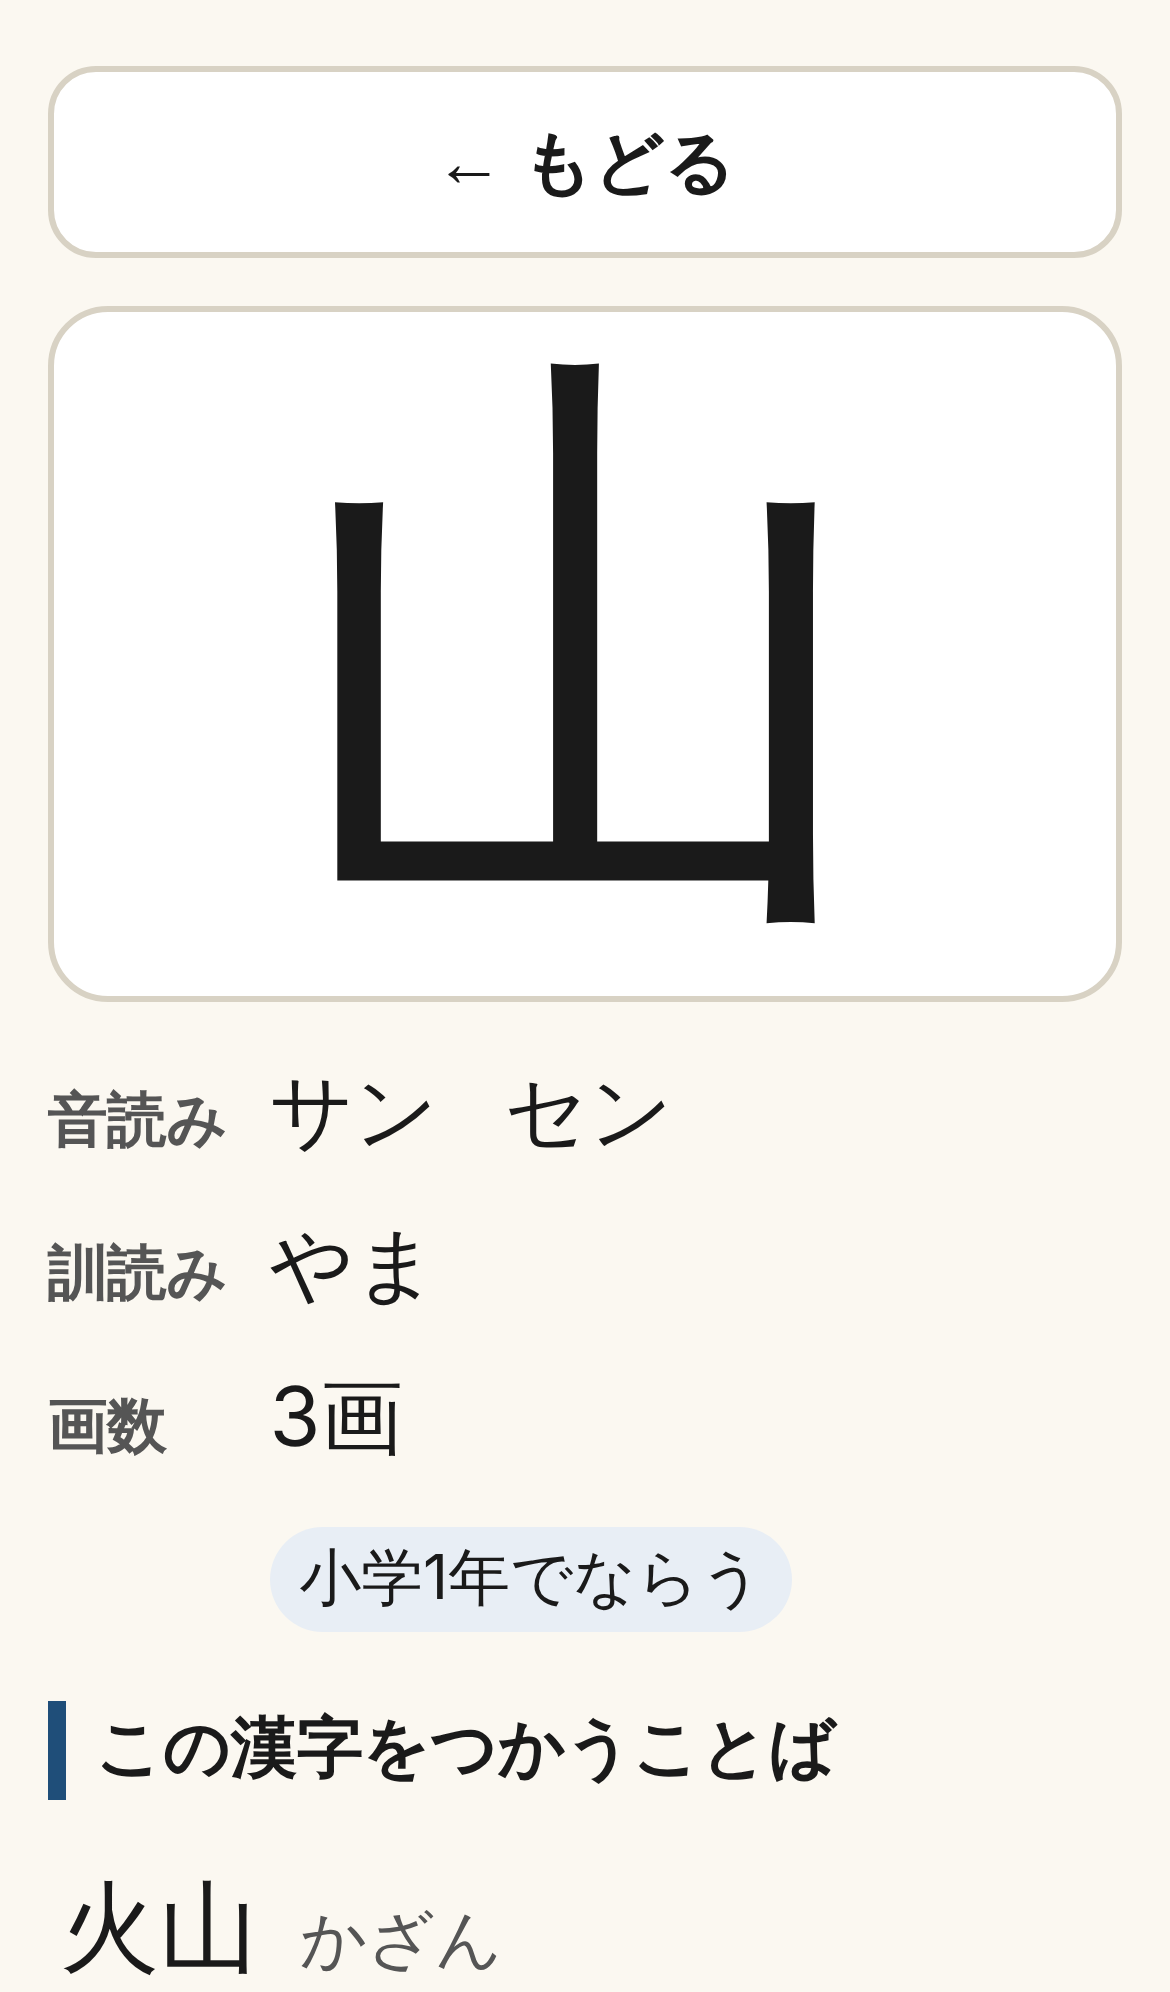 ← もどる
山
音読み サン セン
訓読み やま
画数 3画
小学1年でならう
この漢字をつかうことば
火山 かざん